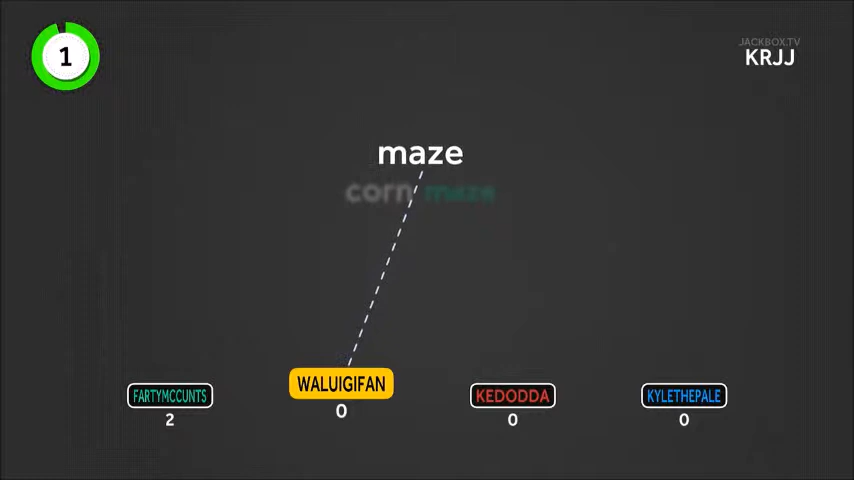 1
JACKBOX.TV
KRJJ
maze
corn maze
FARTYMCCUNTS
WALUIGIFAN
KEDODDA
KYLETHEPALE
2
0
0
0